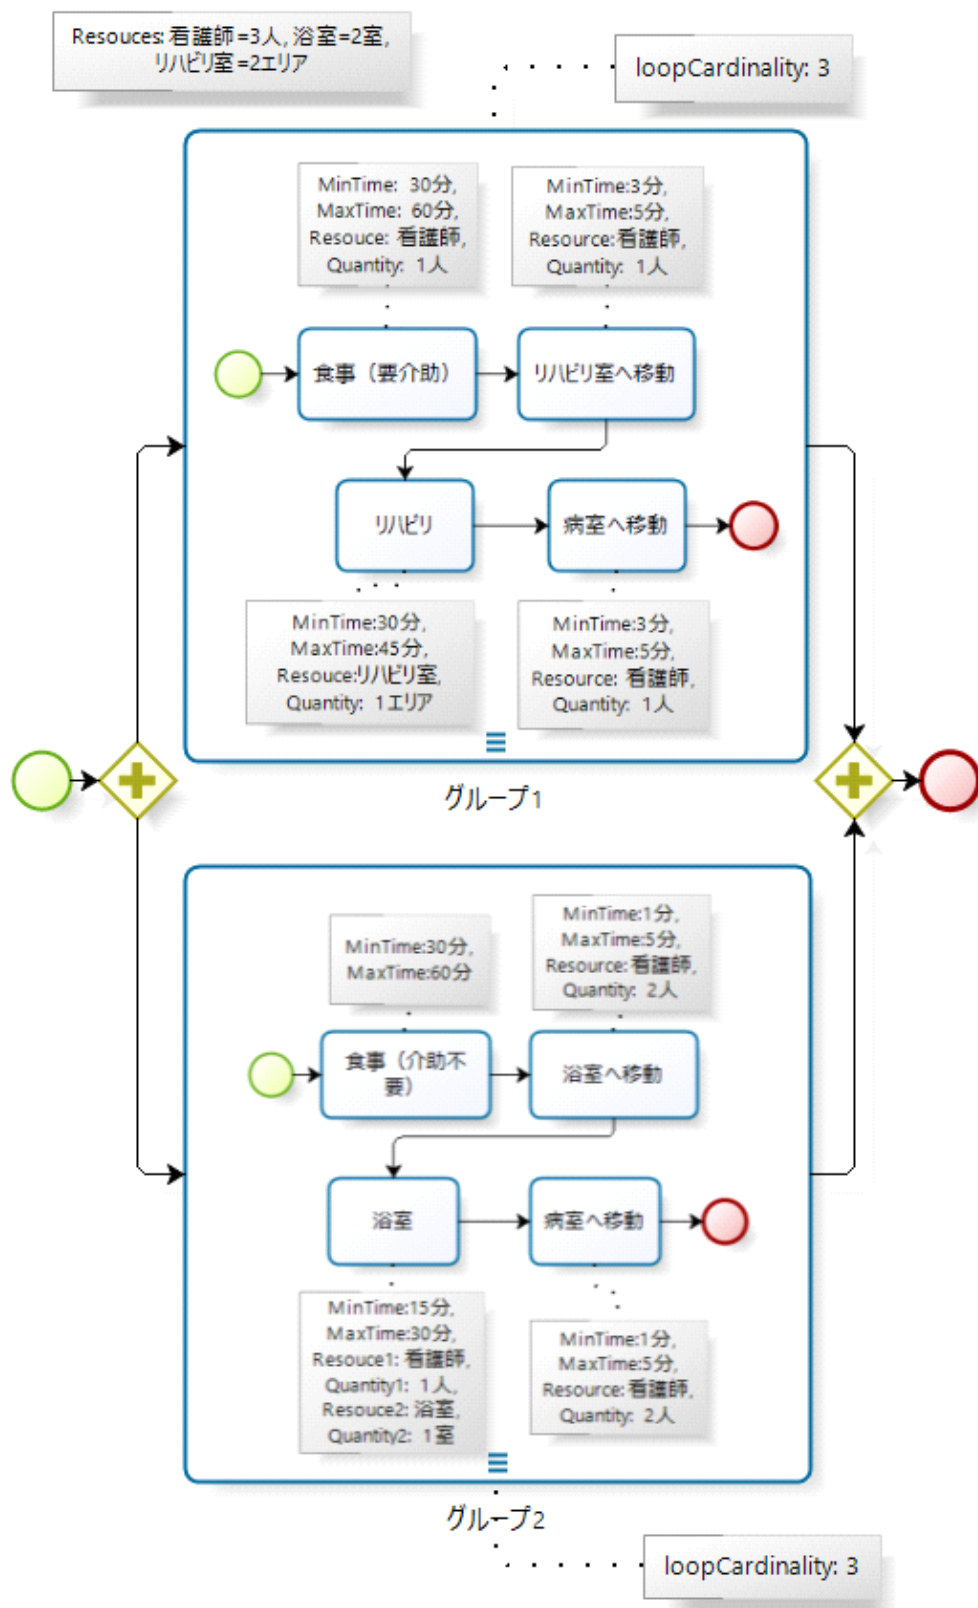 Resouces: 看護師=3人, 浴室=2室,
リハビリ室=2エリア
loopCardinality: 3
MinTime: 30分,
MaxTime: 60分,
Resouce: 看護師,
Quantity: 1人
MinTime:3分,
MaxTime:5分,
Resource:看護師,
Quantity: 1人
食事（要介助）
リハビリ室へ移動
リハビリ
病室へ移動
MinTime:30分,
MaxTime:45分,
Resouce:リハビリ室,
Quantity: 1エリア
MinTime:3分,
MaxTime:5分,
Resource: 看護師,
Quantity: 1人
グループ1
MinTime:30分,
MaxTime:60分
MinTime:1分,
MaxTime:5分,
Resource: 看護師,
Quantity: 2人
食事（介助不
要）
浴室へ移動
浴室
病室へ移動
MinTime:15分,
MaxTime:30分,
Resouce1: 看護師,
Quantity1: 1人,
Resouce2: 浴室,
Quantity2: 1室
MinTime:1分,
MaxTime:5分,
Resource: 看護師,
Quantity: 2人
グループ2
loopCardinality: 3